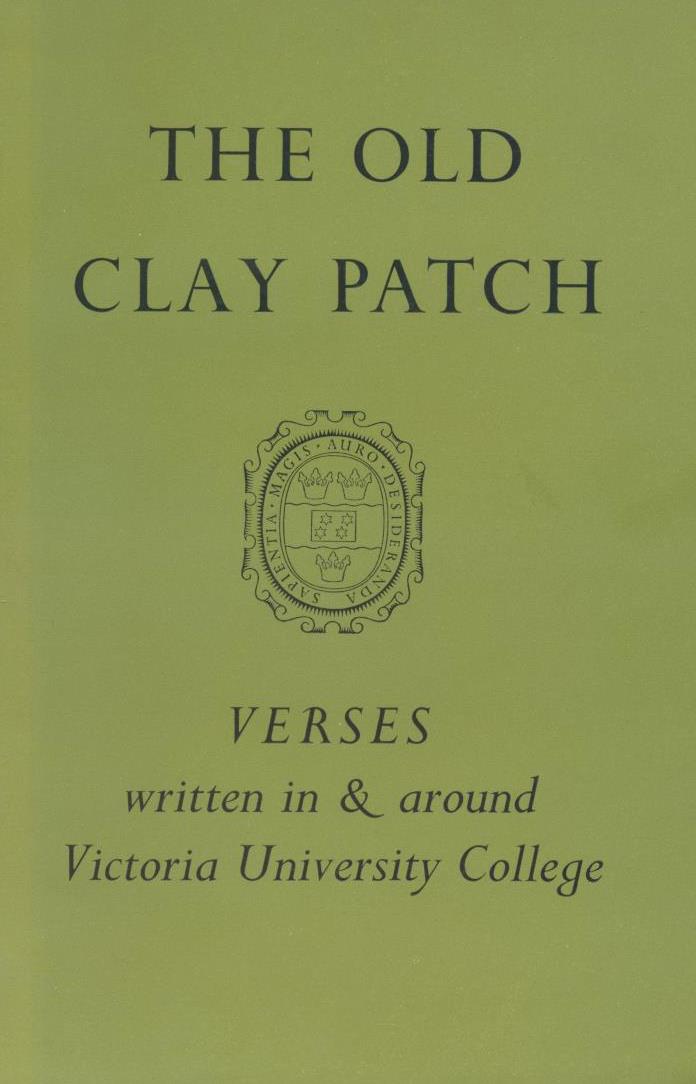 THE OLD
CLAY PATCH
SAPIENTIA · MAGIS · AURO · DESIDERANDA
VERSES
written in & around
Victoria University College